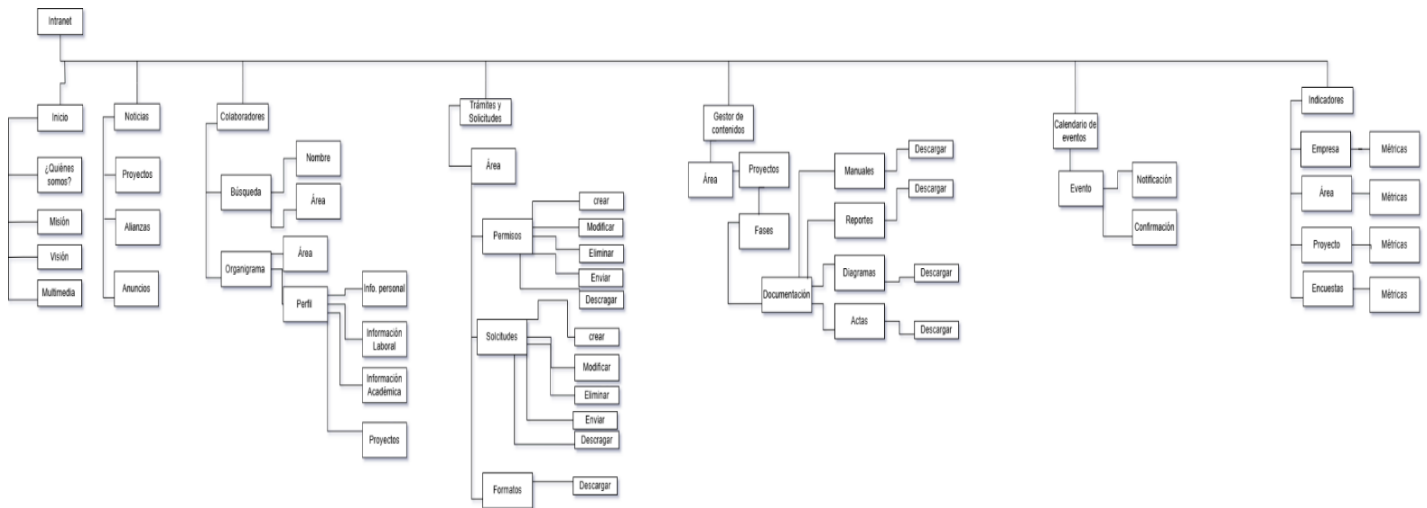 Intranet
Inicio
¿Quiénes
somos?
Misión
Visión
Multimedia
Noticias
Proyectos
Alianzas
Anuncios
Colaboradores
Búsqueda
Nombre
Área
Organigrama
Área
Perfil
Info. personal
Información
Laboral
Información
Académica
Proyectos
Trámites y
Solicitudes
Área
Permisos
crear
Modificar
Eliminar
Enviar
Descragar
Solcitudes
crear
Modificar
Eliminar
Enviar
Descragar
Formatos
Descargar
Gestor de
contenidos
Área
Proyectos
Fases
Documentación
Manuales
Descargar
Reportes
Descargar
Diagramas
Descargar
Actas
Descargar
Calendario de
eventos
Evento
Notificación
Confirmación
Indicadores
Empresa
Métricas
Área
Métricas
Proyecto
Métricas
Encuestas
Métricas